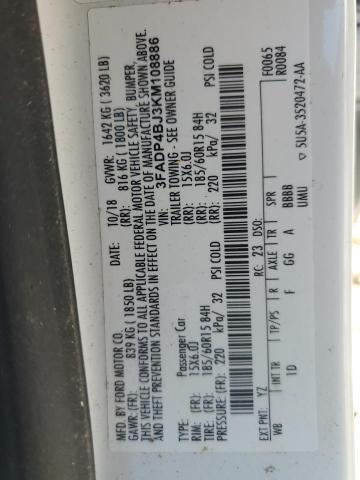 MFD. BY FORD MOTOR CO.
DATE: 10/18 GVWR: 1642 KG (3620 LB)
GAWR: (FR): 839 KG (1850 LB) (RR): 816 KG (1800 LB)
THIS VEHICLE CONFORMS TO ALL APPLICABLE FEDERAL MOTOR VEHICLE SAFETY, BUMPER,
AND THEFT PREVENTION STANDARDS IN EFFECT ON THE DATE OF MANUFACTURE SHOWN ABOVE.
VIN: 3FADP4BJ3KM108886
TYPE: Passenger Car TRAILER TOWING - SEE OWNER GUIDE
RIM: (FR): 15X6.0J (RR): 15X6.0J
TIRE: (FR): 185/60R15 84H (RR): 185/60R15 84H
PRESSURE: (FR): 220 kPa/ 32 PSI COLD (RR): 220 kPa/ 32 PSI COLD
EXT PNT: YZ RC: 23 DSO: F0065
WB INT TR TP/PS R AXLE TR SPR R0084
1D F GG A BBBB
UMU
5U5A-3520472-AA